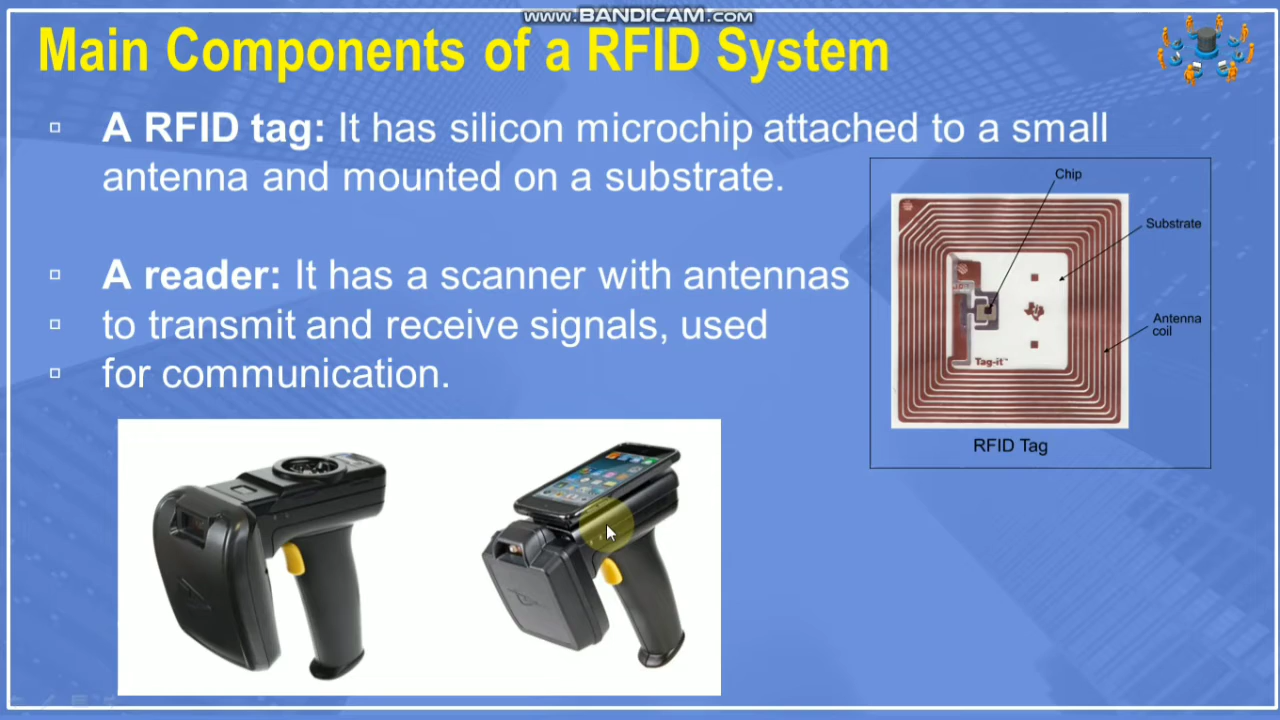 www.BANDICAM.com
Main Components of a RFID System
▫ A RFID tag: It has silicon microchip attached to a small
antenna and mounted on a substrate.
▫ A reader: It has a scanner with antennas
▫ to transmit and receive signals, used
▫ for communication.
Chip
Substrate
Antenna
coil
Tag-it™
RFID Tag